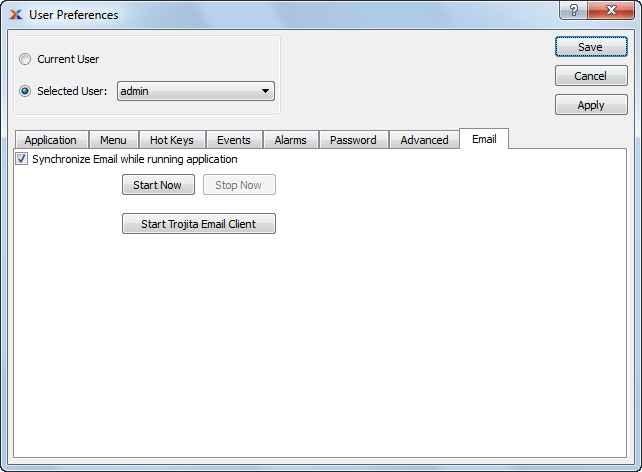 User Preferences
Current User
Selected User: admin
Save
Cancel
Apply
Application Menu Hot Keys Events Alarms Password Advanced Email
Synchronize Email while running application
Start Now Stop Now
Start Trojita Email Client